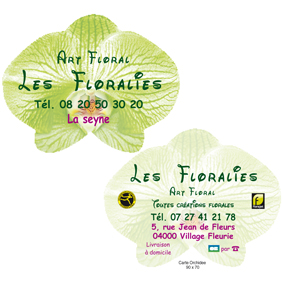 Art Floral
Les Floralies
Tél. 08 20 50 30 20
La seyne
Les Floralies
Art Floral
Toutes créations florales
Tél. 07 27 41 21 78
5, rue Jean de Fleurs
04000 Village Fleurie
Livraison
à domicile
par
Carte Orchidée
90 x 70